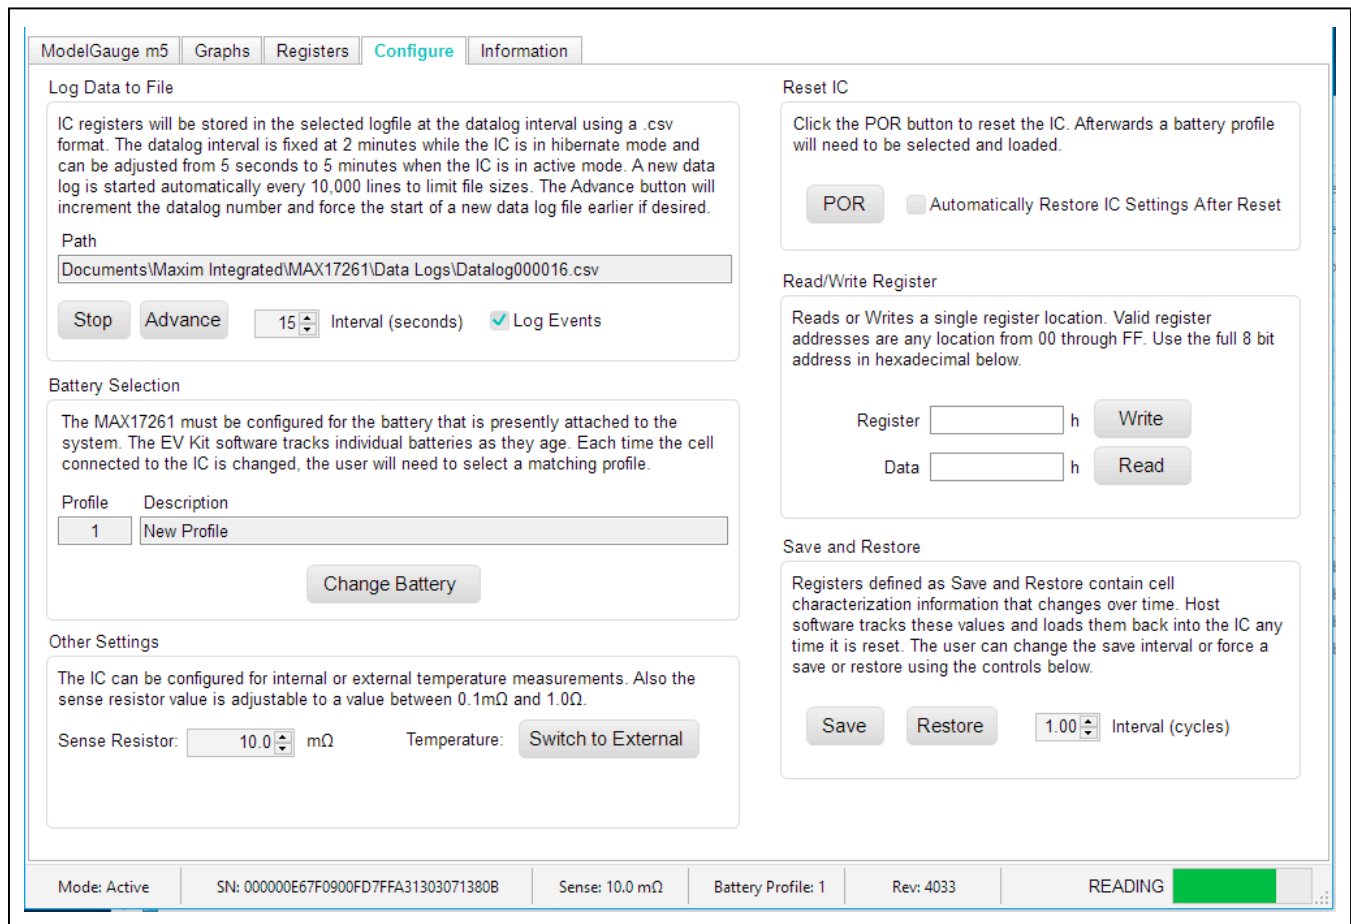 ModelGauge m5 Graphs Registers Configure Information
Log Data to File
IC registers will be stored in the selected logfile at the datalog interval using a .csv
format. The datalog interval is fixed at 2 minutes while the IC is in hibernate mode and
can be adjusted from 5 seconds to 5 minutes when the IC is in active mode. A new data
log is started automatically every 10,000 lines to limit file sizes. The Advance button will
increment the datalog number and force the start of a new data log file earlier if desired.
Path
Documents\Maxim Integrated\MAX17261\Data Logs\Datalog000016.csv
Stop Advance 15 Interval (seconds) Log Events
Battery Selection
The MAX17261 must be configured for the battery that is presently attached to the
system. The EV Kit software tracks individual batteries as they age. Each time the cell
connected to the IC is changed, the user will need to select a matching profile.
Profile Description
1 New Profile
Change Battery
Other Settings
The IC can be configured for internal or external temperature measurements. Also the
sense resistor value is adjustable to a value between 0.1mΩ and 1.0Ω.
Sense Resistor: 10.0 mΩ Temperature: Switch to External
Reset IC
Click the POR button to reset the IC. Afterwards a battery profile
will need to be selected and loaded.
POR Automatically Restore IC Settings After Reset
Read/Write Register
Reads or Writes a single register location. Valid register
addresses are any location from 00 through FF. Use the full 8 bit
address in hexadecimal below.
Register h Write
Data h Read
Save and Restore
Registers defined as Save and Restore contain cell
characterization information that changes over time. Host
software tracks these values and loads them back into the IC any
time it is reset. The user can change the save interval or force a
save or restore using the controls below.
Save Restore 1.00 Interval (cycles)
Mode: Active SN: 000000E67F0900FD7FFA31303071380B Sense: 10.0 mΩ Battery Profile: 1 Rev: 4033 READING